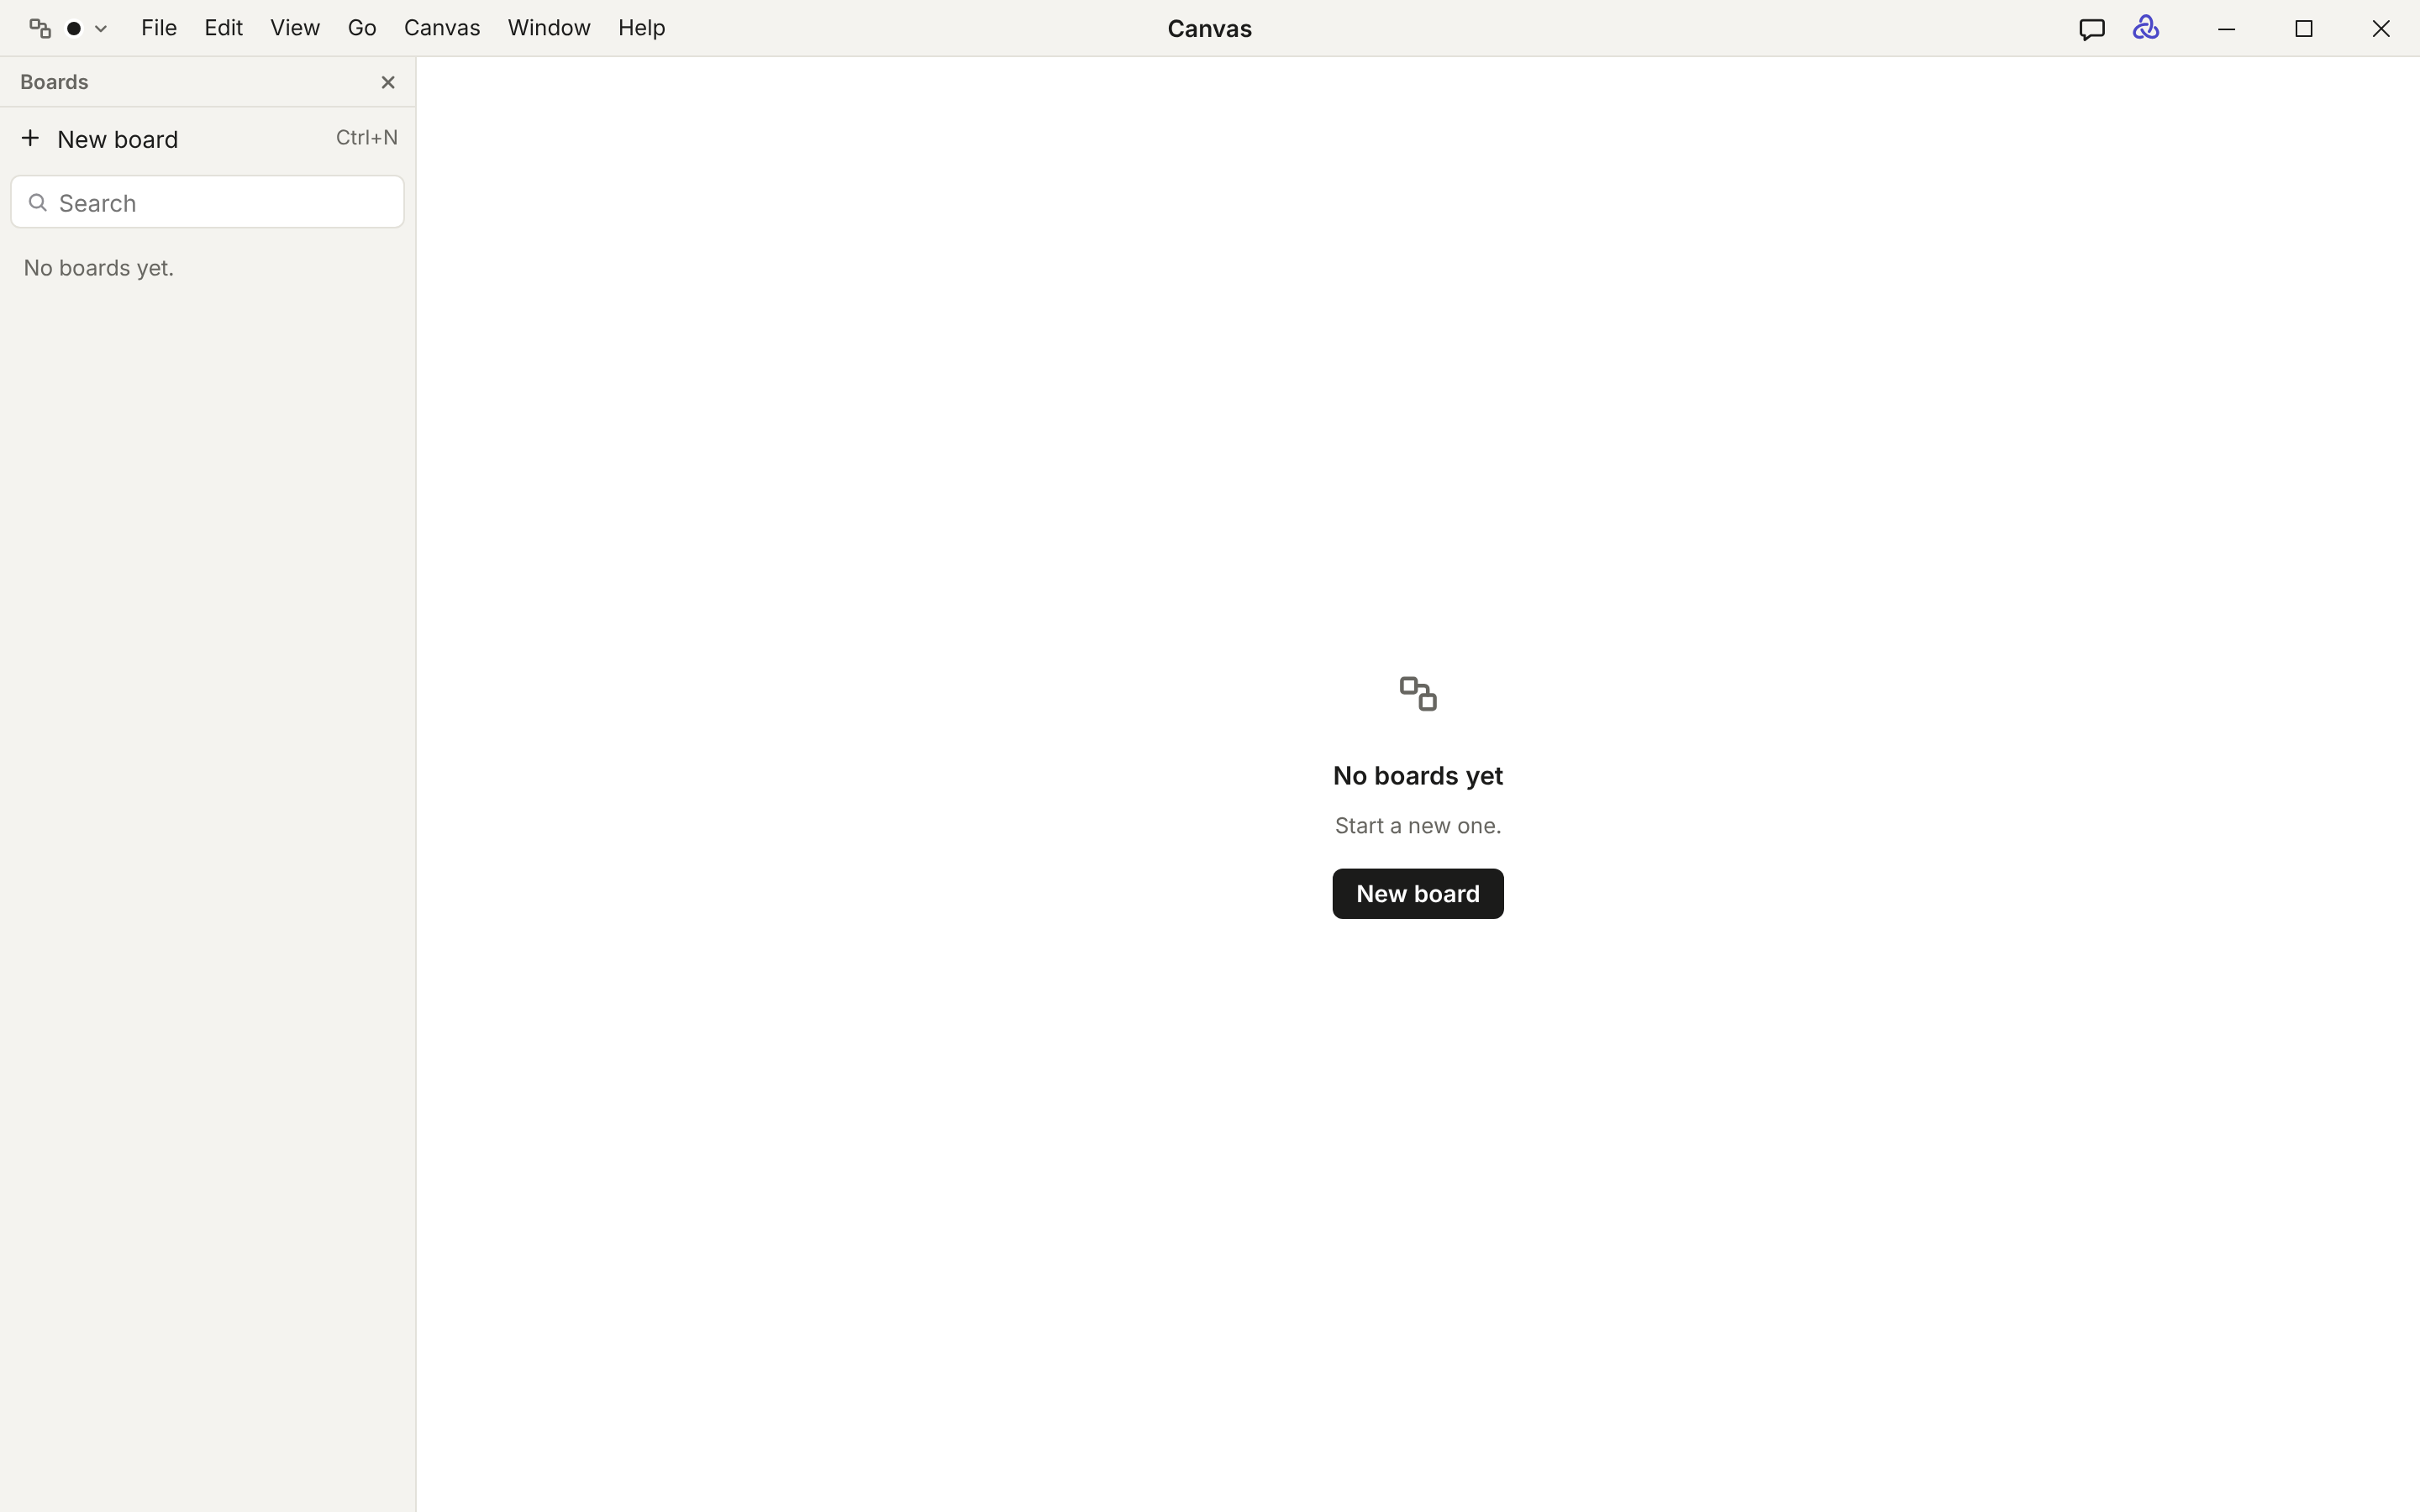 File Edit View Go Canvas Window Help
Canvas
Boards
New board Ctrl+N
Search
No boards yet.
No boards yet
Start a new one.
New board